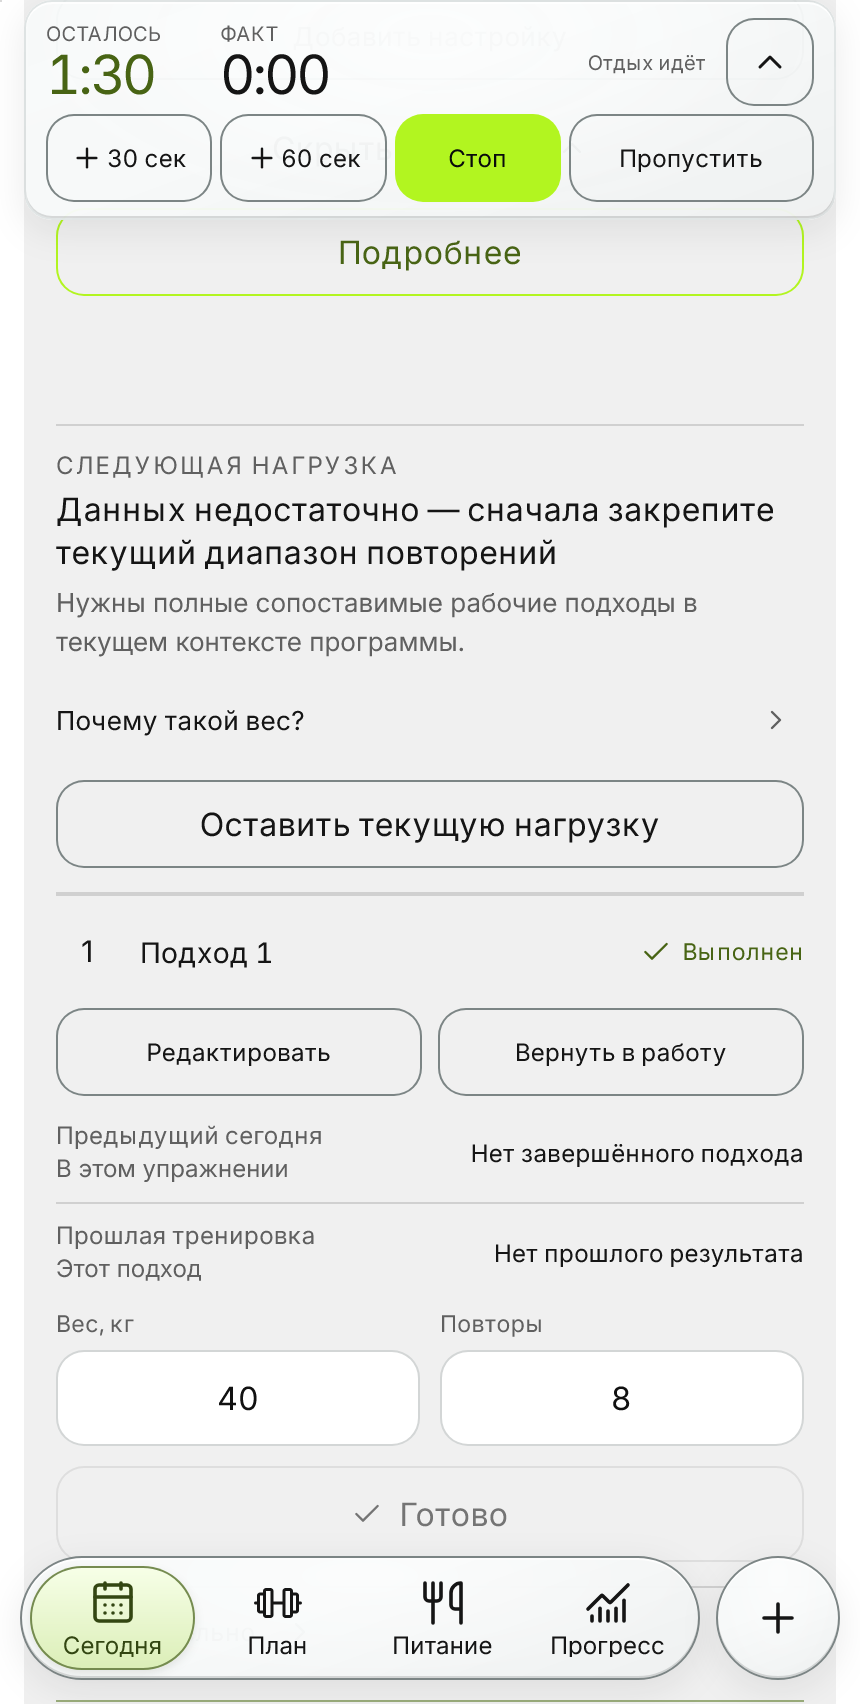 ОСТАЛОСЬ
1:30
ФАКТ
0:00
Отдых идёт
+ 30 сек
+ 60 сек
Стоп
Пропустить
Добавить настройку
Скрыть
Подробнее
СЛЕДУЮЩАЯ НАГРУЗКА
Данных недостаточно — сначала закрепите
текущий диапазон повторений
Нужны полные сопоставимые рабочие подходы в
текущем контексте программы.
Почему такой вес?
Оставить текущую нагрузку
1 Подход 1
Выполнен
Редактировать
Вернуть в работу
Предыдущий сегодня
В этом упражнении
Нет завершённого подхода
Прошлая тренировка
Этот подход
Нет прошлого результата
Вес, кг
Повторы
40
8
Готово
Сегодня
План
Питание
Прогресс